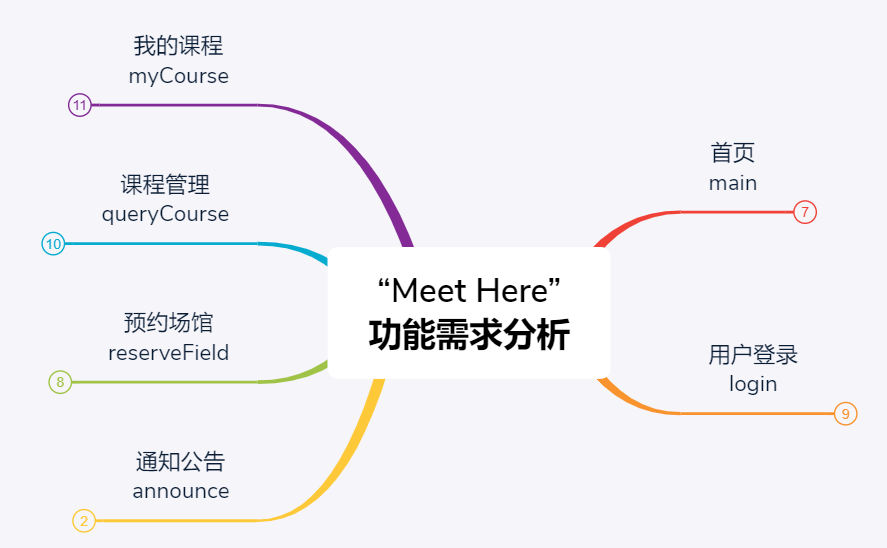 “Meet Here”
功能需求分析
首页
main
7
用户登录
login
9
我的课程
myCourse
11
课程管理
queryCourse
10
预约场馆
reserveField
8
通知公告
announce
2